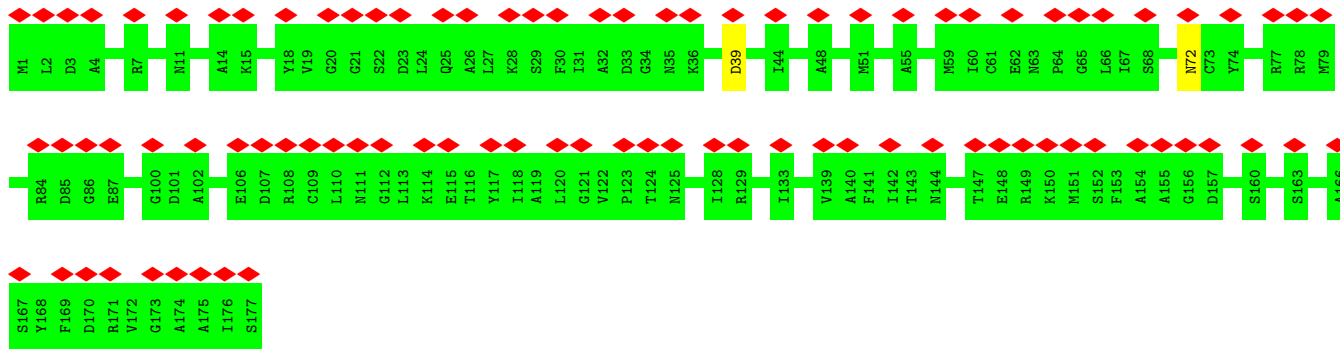 M1 L2 D3 A4 R7 N11 A14 K15 Y18 V19 G20 G21 S22 D23 L24 Q25 A26 L27 K28 S29 F30 I31 A32 D33 G34 N35 K36 D39 I44 A48 M51 A55 M59 I60 C61 E62 N63 P64 G65 L66 I67 S68 N72 C73 Y74 R77 R78 M79
R84 D85 G86 E87 G100 D101 A102 E106 D107 R108 C109 L110 N111 G112 L113 K114 E115 T116 Y117 I118 A119 L120 G121 V122 P123 T124 N125 I128 R129 I133 V139 A140 F141 I142 T143 N144 T147 E148 R149 K150 M151 S152 F153 A154 A155 G156 D157 S160 S163 A166
S167 Y168 F169 D170 R171 V172 G173 A174 A175 I176 S177